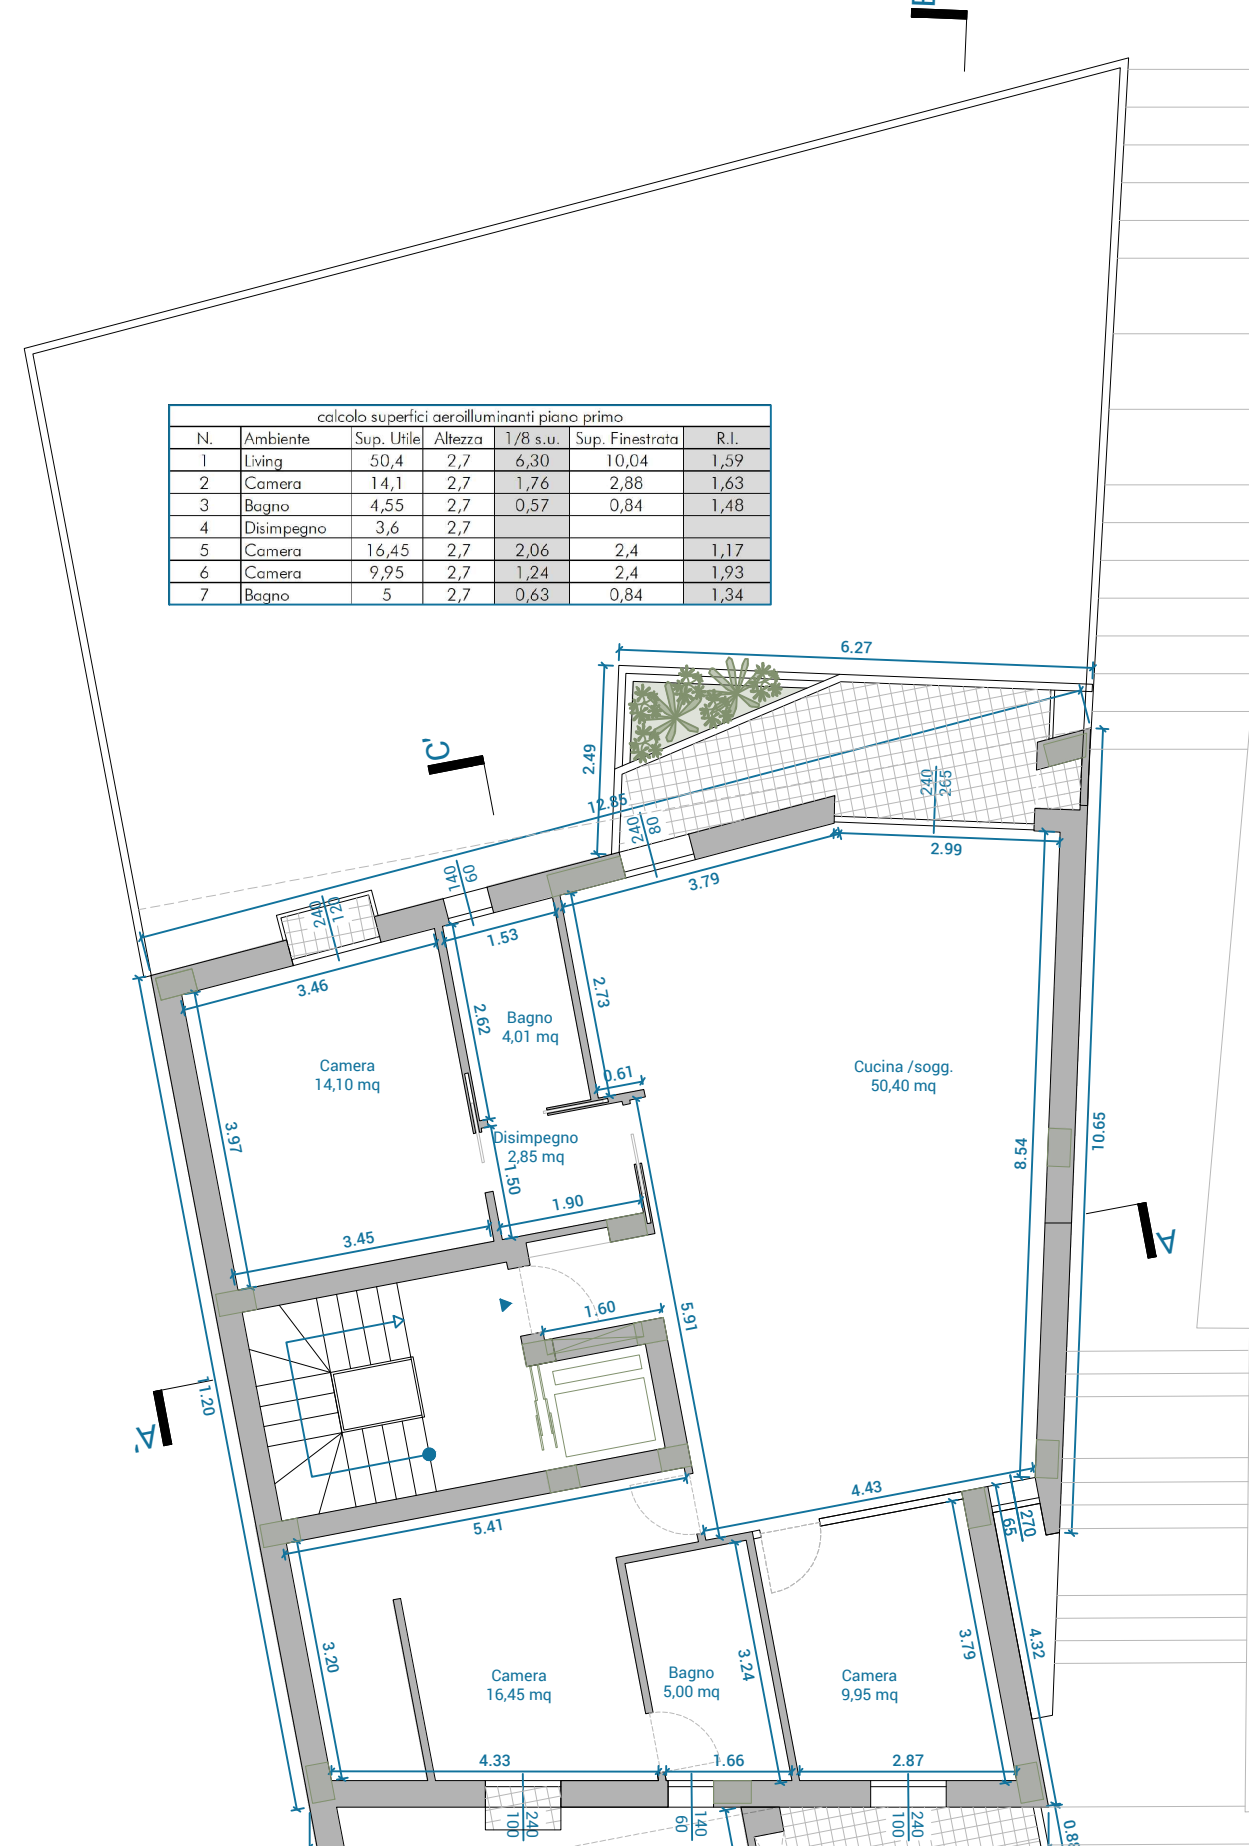 calcolo superfici aeroilluminanti piano primo
N. Ambiente Sup. Utile Altezza 1/8 s.u. Sup. Finestrata R.I.
1 Living 50,4 2,7 6,30 10,04 1,59
2 Camera 14,1 2,7 1,76 2,88 1,63
3 Bagno 4,55 2,7 0,57 0,84 1,48
4 Disimpegno 3,6 2,7
5 Camera 16,45 2,7 2,06 2,4 1,17
6 Camera 9,95 2,7 1,24 2,4 1,93
7 Bagno 5 2,7 0,63 0,84 1,34
6.27
C'
2.49
12.85
240
265
240
80
2.99
140
60
3.79
240
120
1.53
3.46
2.73
2.62
Bagno
4,01 mq
Camera
14,10 mq
Cucina /sogg.
50,40 mq
0.61
3.97
Disimpegno
2,85 mq
8.54
10.65
1.50
1.90
3.45
A
1.60
5.91
11.20
A'
4.43
5.41
270
65
3.20
3.24
3.79
4.32
Camera
16,45 mq
Bagno
5,00 mq
Camera
9,95 mq
4.33
1.66
2.87
240
100
140
60
240
100